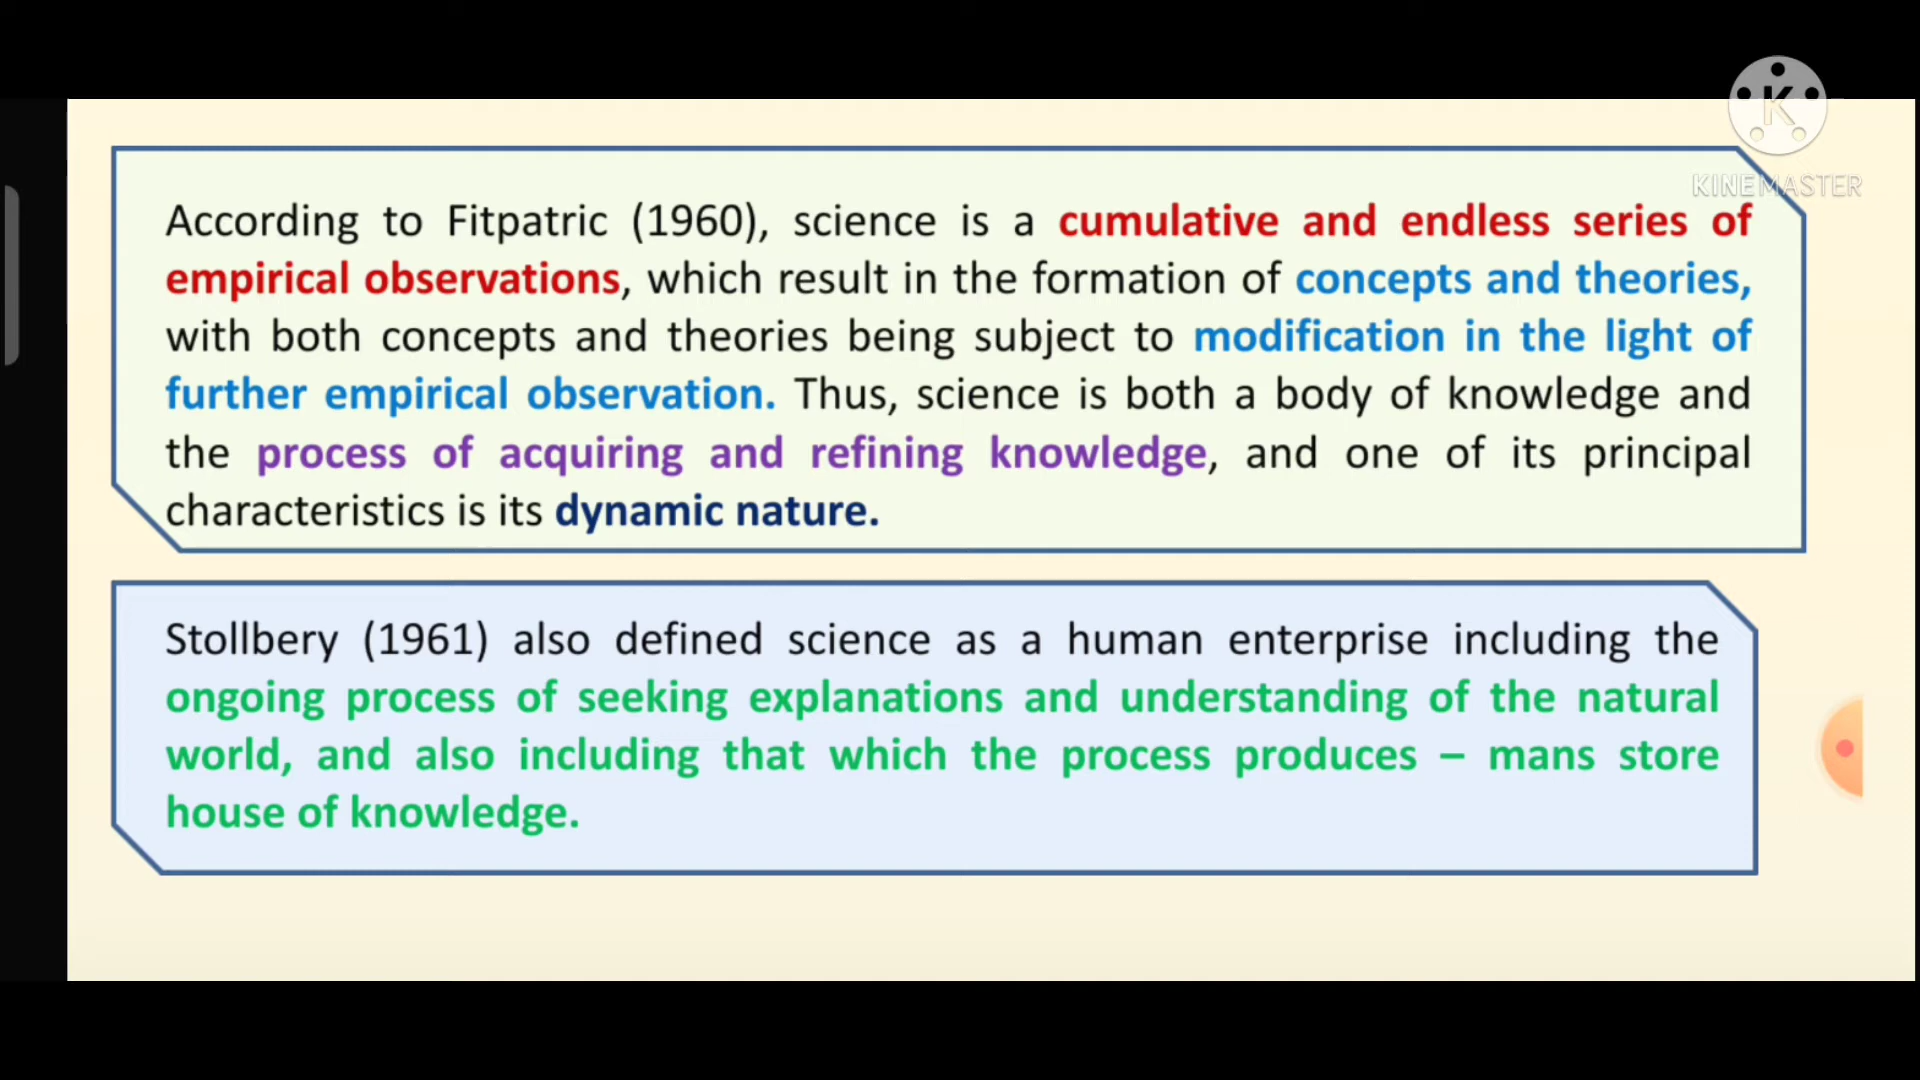 K
KINEMASTER
According to Fitpatric (1960), science is a cumulative and endless series of
empirical observations, which result in the formation of concepts and theories,
with both concepts and theories being subject to modification in the light of
further empirical observation. Thus, science is both a body of knowledge and
the process of acquiring and refining knowledge, and one of its principal
characteristics is its dynamic nature.
Stollbery (1961) also defined science as a human enterprise including the
ongoing process of seeking explanations and understanding of the natural
world, and also including that which the process produces – mans store
house of knowledge.